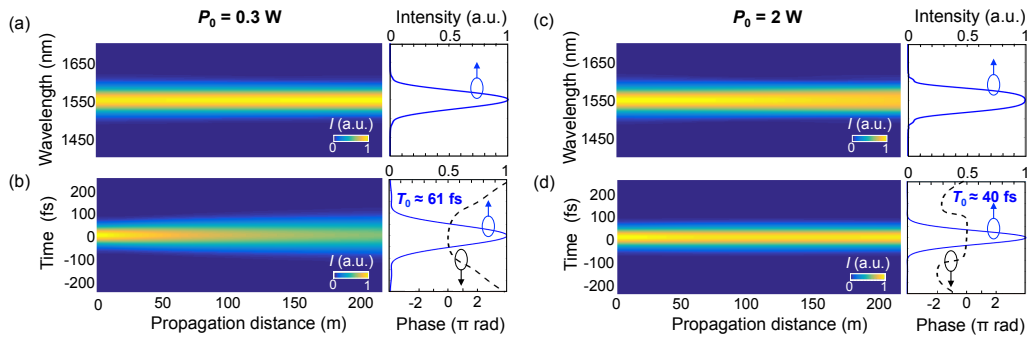 P₀ = 0.3 W
P₀ = 2 W
(a)
Intensity (a.u.)
0 0.5 1
Wavelength (nm)
1650
1550
1450
I (a.u.)
0 1
(c)
Intensity (a.u.)
0 0.5 1
Wavelength (nm)
1650
1550
1450
I (a.u.)
0 1
(b)
0 0.5 1
Time (fs)
200
100
0
-100
-200
T₀ ≈ 61 fs
I (a.u.)
0 1
0 50 100 150 200
Propagation distance (m)
-2 0 2
Phase (π rad)
(d)
0 0.5 1
Time (fs)
200
100
0
-100
-200
T₀ ≈ 40 fs
I (a.u.)
0 1
0 50 100 150 200
Propagation distance (m)
-2 0 2
Phase (π rad)